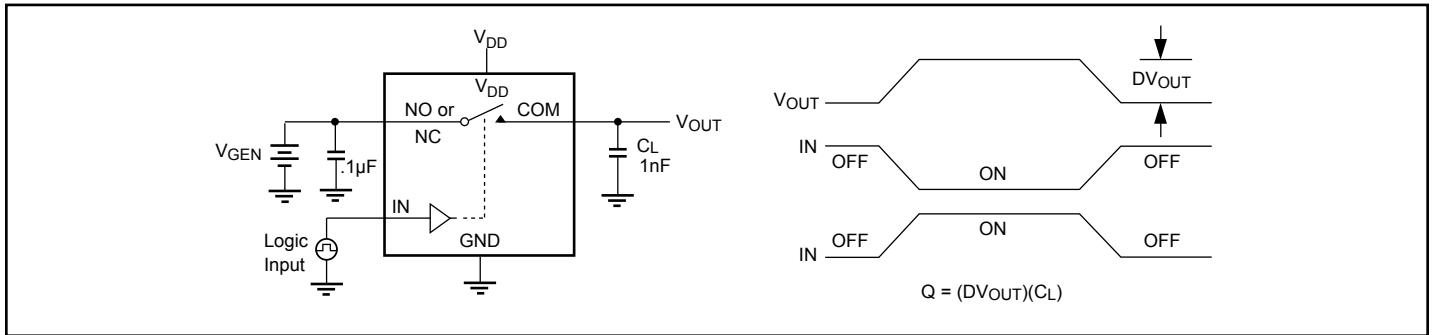 VDD
VDD
NO or
NC
COM
VOUT
VGEN
.1µF
CL
1nF
IN
Logic
Input
GND
VOUT
DVOUT
IN
OFF
ON
OFF
IN
OFF
ON
OFF
Q = (DVOUT)(CL)